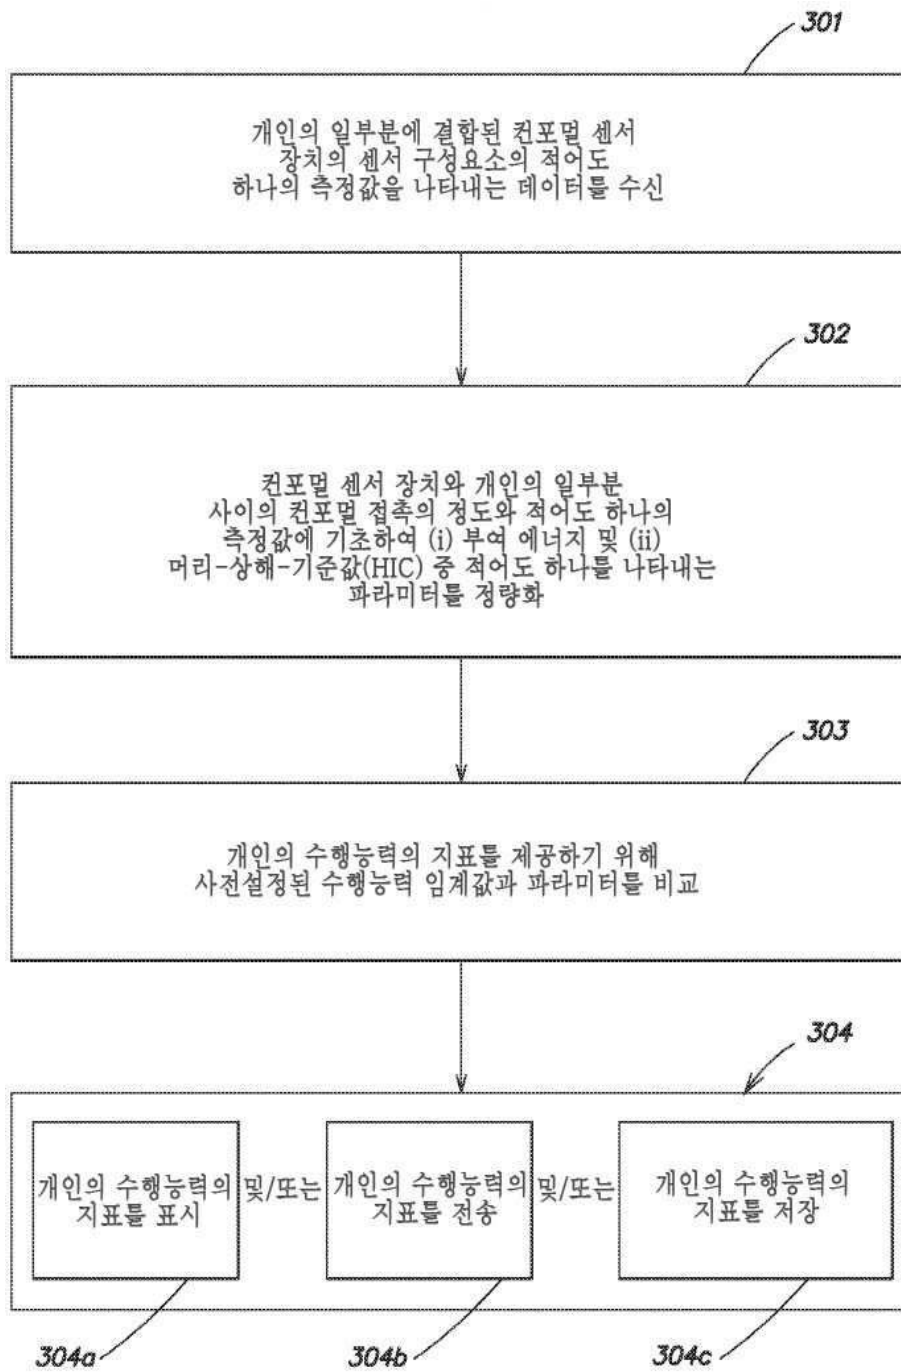 301
개인의 일부분에 결합된 컨포멀 센서
장치의 센서 구성요소의 적어도
하나의 측정값을 나타내는 데이터를 수신
302
컨포멀 센서 장치와 개인의 일부분
사이의 컨포멀 접촉의 정도와 적어도 하나의
측정값에 기초하여 (i) 부여 에너지 및 (ii)
머리-상해-기준값(HIC) 중 적어도 하나를 나타내는
파라미터를 정량화
303
개인의 수행능력의 지표를 제공하기 위해
사전설정된 수행능력 임계값과 파라미터를 비교
304
개인의 수행능력의
지표를 표시
및/또는
개인의 수행능력의
지표를 전송
및/또는
개인의 수행능력의
지표를 저장
304a
304b
304c